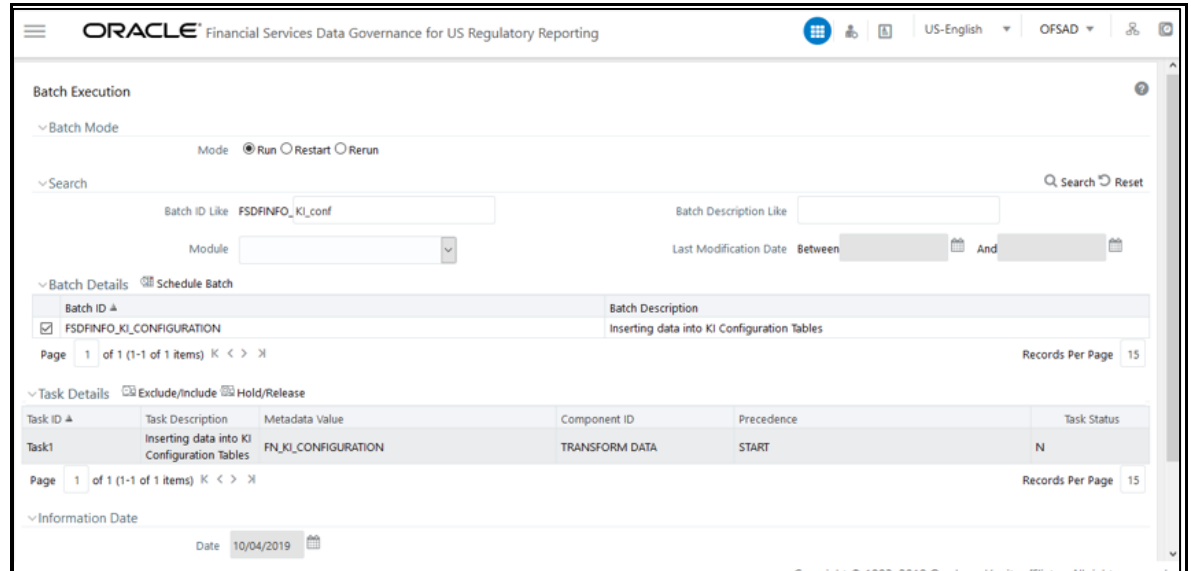 ORACLE® Financial Services Data Governance for US Regulatory Reporting
US-English
OFSAD
Batch Execution
Batch Mode
Mode Run Restart Rerun
Search
Search Reset
Batch ID Like FSDFINFO_ KI_conf
Batch Description Like
Module
Last Modification Date Between And
Batch Details Schedule Batch
Batch ID Batch Description
FSDFINFO_KI_CONFIGURATION Inserting data into KI Configuration Tables
Page 1 of 1 (1-1 of 1 items) Records Per Page 15
Task Details Exclude/Include Hold/Release
Task ID Task Description Metadata Value Component ID Precedence Task Status
Task1 Inserting data into KI FN_KI_CONFIGURATION TRANSFORM DATA START N
Configuration Tables
Page 1 of 1 (1-1 of 1 items) Records Per Page 15
Information Date
Date 10/04/2019